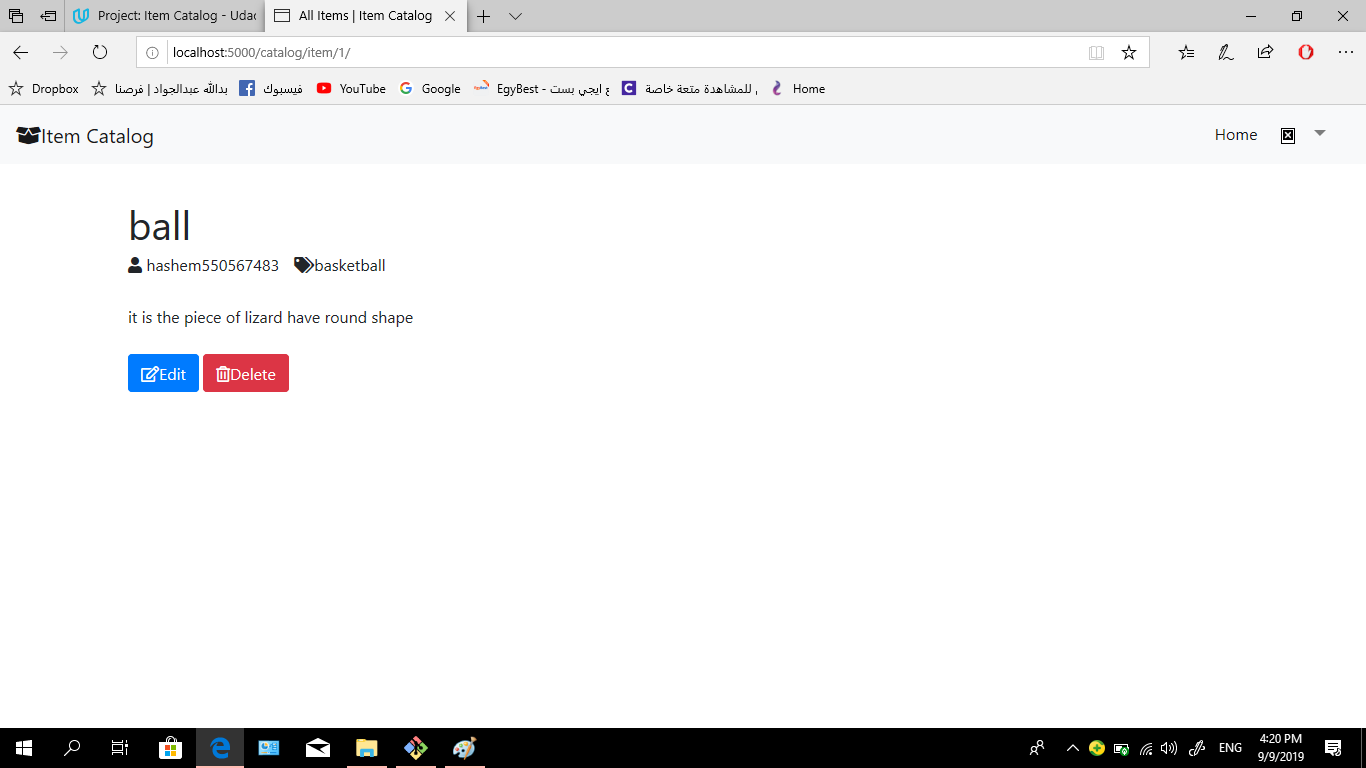 Project: Item Catalog - Udac
All Items | Item Catalog
localhost:5000/catalog/item/1/
Dropbox
بدالله عبدالجواد | فرصنا
فيسبوك
YouTube
Google
EgyBest - ع ايجي بست
للمشاهدة متعة خاصة
Home
Item Catalog
Home
ball
hashem550567483
basketball
it is the piece of lizard have round shape
Edit
Delete
ENG
4:20 PM
9/9/2019